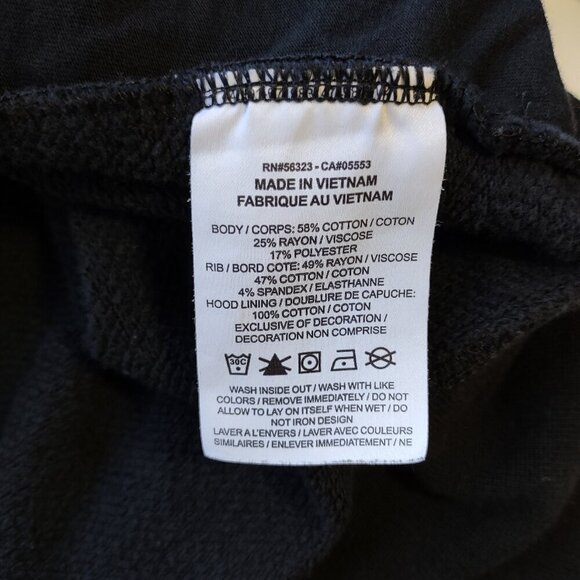 RN#56323 - CA#05553
MADE IN VIETNAM
FABRIQUE AU VIETNAM
BODY / CORPS: 58% COTTON / COTON
25% RAYON / VISCOSE
17% POLYESTER
RIB / BORD COTE: 49% RAYON / VISCOSE
47% COTTON / COTON
4% SPANDEX / ELASTHANNE
HOOD LINING / DOUBLURE DE CAPUCHE:
100% COTTON / COTON
EXCLUSIVE OF DECORATION /
DECORATION NON COMPRISE
30C
WASH INSIDE OUT / WASH WITH LIKE
COLORS / REMOVE IMMEDIATELY / DO NOT
ALLOW TO LAY ON ITSELF WHEN WET / DO
NOT IRON DESIGN
LAVER A L'ENVERS / LAVER AVEC COULEURS
SIMILAIRES / ENLEVER IMMEDIATEMENT / NE